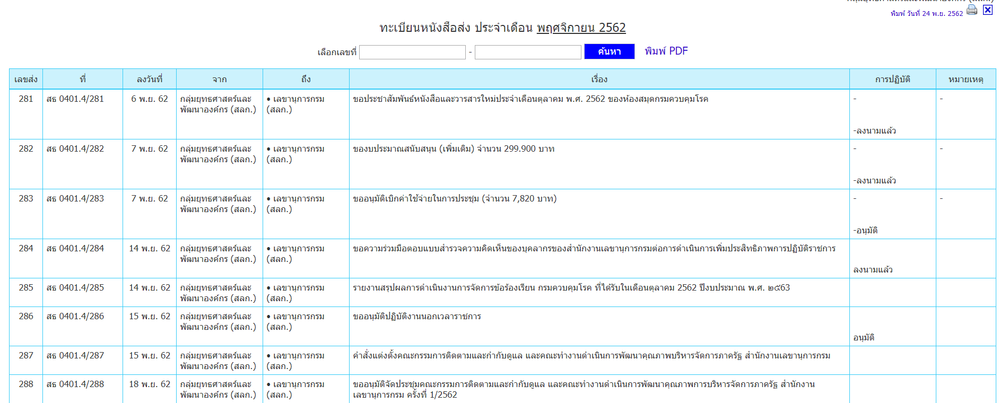 กลุ่มยุทธศาสตร์และพัฒนาองค์กร (สลก.)
พิมพ์ วันที่ 24 พ.ย. 2562
ทะเบียนหนังสือส่ง ประจำเดือน พฤศจิกายน 2562
เลือกเลขที่ - ค้นหา พิมพ์ PDF
เลขส่ง ที่ ลงวันที่ จาก ถึง เรื่อง การปฏิบัติ หมายเหตุ
281 สธ 0401.4/281 6 พ.ย. 62 กลุ่มยุทธศาสตร์และ • เลขานุการกรม ขอประชาสัมพันธ์หนังสือและวารสารใหม่ประจำเดือนตุลาคม พ.ศ. 2562 ของห้องสมุดกรมควบคุมโรค - -
พัฒนาองค์กร (สลก.) (สลก.)
-ลงนามแล้ว
282 สธ 0401.4/282 7 พ.ย. 62 กลุ่มยุทธศาสตร์และ • เลขานุการกรม ของบประมาณสนับสนุน (เพิ่มเติม) จำนวน 299.900 บาท - -
พัฒนาองค์กร (สลก.) (สลก.)
-ลงนามแล้ว
283 สธ 0401.4/283 7 พ.ย. 62 กลุ่มยุทธศาสตร์และ • เลขานุการกรม ขออนุมัติเบิกค่าใช้จ่ายในการประชุม (จำนวน 7,820 บาท) - -
พัฒนาองค์กร (สลก.) (สลก.)
-อนุมัติ
284 สธ 0401.4/284 14 พ.ย. 62 กลุ่มยุทธศาสตร์และ • เลขานุการกรม ขอความร่วมมือตอบแบบสำรวจความคิดเห็นของบุคลากรของสำนักงานเลขานุการกรมต่อการดำเนินการเพิ่มประสิทธิภาพการปฏิบัติราชการ
พัฒนาองค์กร (สลก.) (สลก.)
ลงนามแล้ว
285 สธ 0401.4/285 14 พ.ย. 62 กลุ่มยุทธศาสตร์และ • เลขานุการกรม รายงานสรุปผลการดำเนินงานการจัดการข้อร้องเรียน กรมควบคุมโรค ที่ได้รับในเดือนตุลาคม 2562 ปีงบประมาณ พ.ศ. ๒๕63
พัฒนาองค์กร (สลก.) (สลก.)
286 สธ 0401.4/286 15 พ.ย. 62 กลุ่มยุทธศาสตร์และ • เลขานุการกรม ขออนุมัติปฏิบัติงานนอกเวลาราชการ
พัฒนาองค์กร (สลก.) (สลก.)
อนุมัติ
287 สธ 0401.4/287 15 พ.ย. 62 กลุ่มยุทธศาสตร์และ • เลขานุการกรม คำสั่งแต่งตั้งคณะกรรมการติดตามและกำกับดูแล และคณะทำงานดำเนินการพัฒนาคุณภาพบริหารจัดการภาครัฐ สำนักงานเลขานุการกรม
พัฒนาองค์กร (สลก.) (สลก.)
288 สธ 0401.4/288 18 พ.ย. 62 กลุ่มยุทธศาสตร์และ • เลขานุการกรม ขออนุมัติจัดประชุมคณะกรรมการติดตามและกำกับดูแล และคณะทำงานดำเนินการพัฒนาคุณภาพการบริหารจัดการภาครัฐ สำนักงาน
พัฒนาองค์กร (สลก.) (สลก.) เลขานุการกรม ครั้งที่ 1/2562